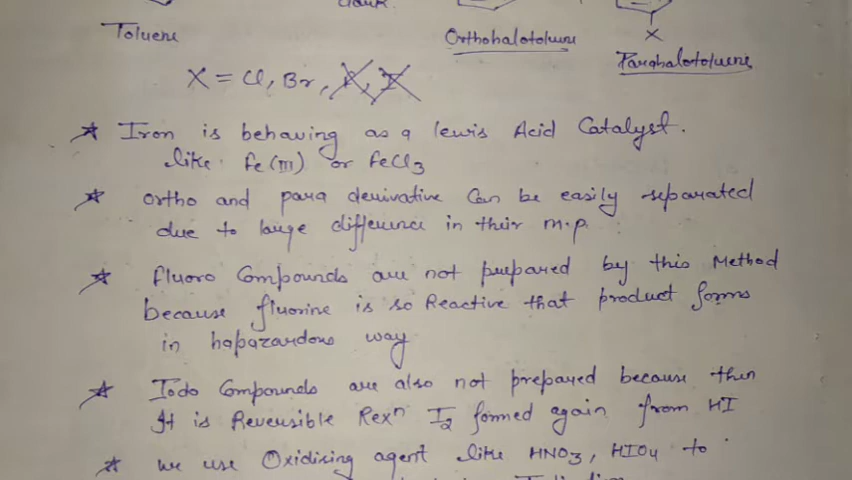 dark
Toluene
Orthohalotoluene
X
Parahalotoluene
X = Cl, Br, F, I
Iron is behaving as a lewis Acid Catalyst.
like. Fe(III) or FeCl3
ortho and para derivative Can be easily separated
due to large difference in their m.p.
fluoro Compounds are not prepared by this Method
because fluorine is so Reactive that product forms
in hapazardous way
Iodo Compounds are also not prepared because then
It is Reversible Rexn I2 formed again from HI
we use Oxidising agent like HNO3, HIO4 to